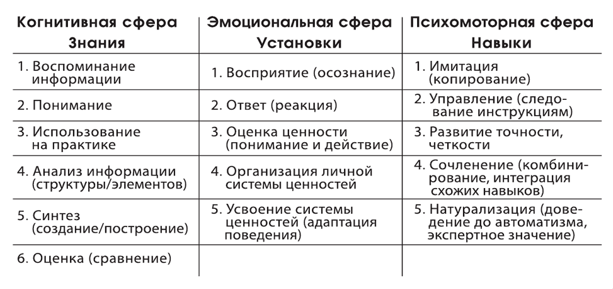 Когнитивная сфера
Знания
Эмоциональная сфера
Установки
Психомоторная сфера
Навыки
1. Воспоминание
информации
1. Восприятие (осознание)
1. Имитация
(копирование)
2. Понимание
2. Ответ (реакция)
2. Управление (следо-
вание инструкциям)
3. Использование
на практике
3. Оценка ценности
(понимание и действие)
3. Развитие точности,
четкости
4. Анализ информации
(структуры/элементов)
4. Организация личной
системы ценностей
4. Сочленение (комбини-
рование, интеграция
схожих навыков)
5. Синтез
(создание/построение)
5. Усвоение системы
ценностей (адаптация
поведения)
5. Натурализация (дове-
дение до автоматизма,
экспертное значение)
6. Оценка (сравнение)